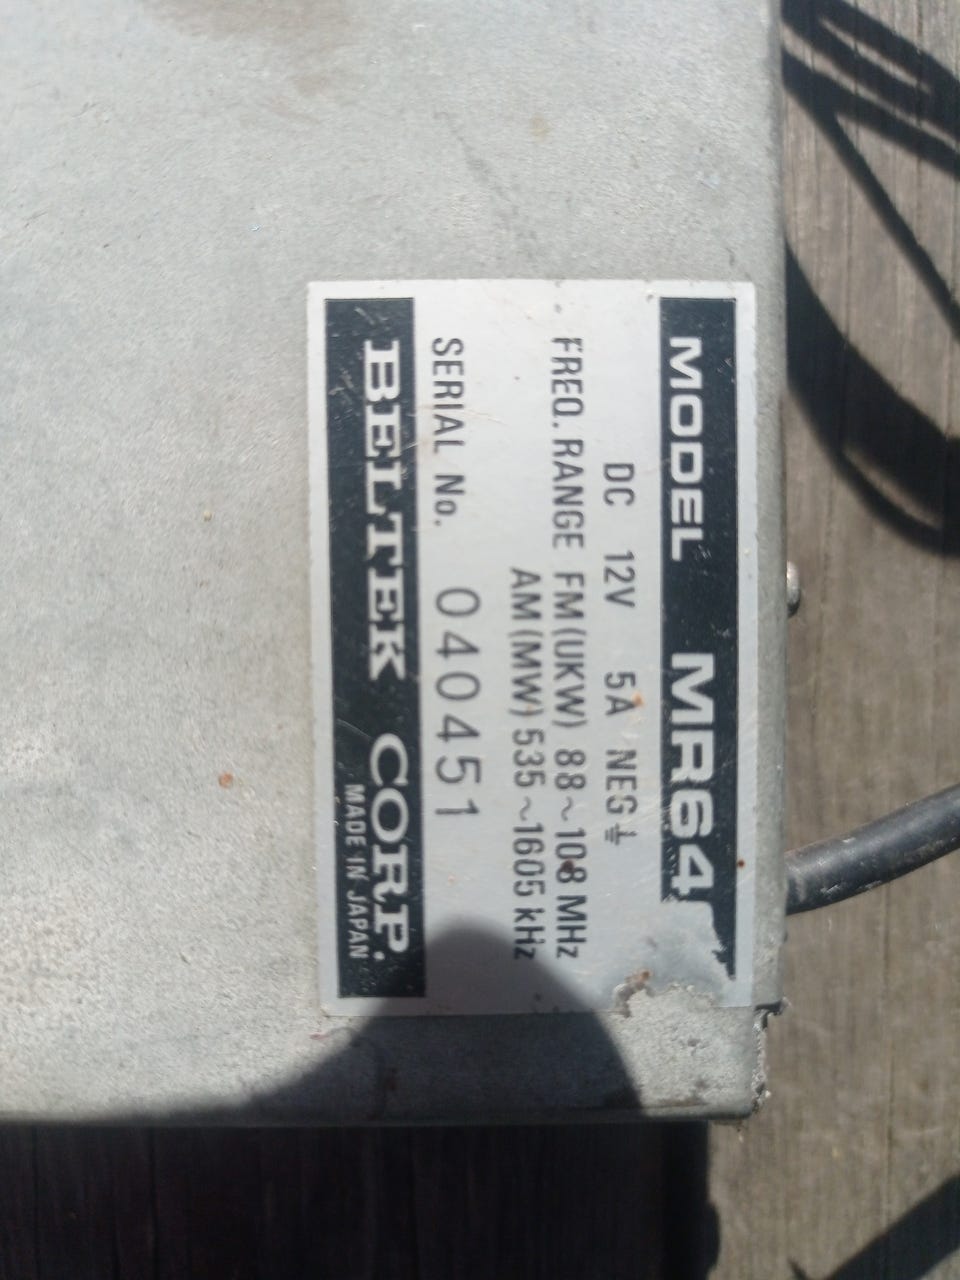 MODEL MR64
DC 12V 5A NEG⏚
FREQ. RANGE FM(UKW) 88~108 MHz
AM(MW) 535~1605 kHz
SERIAL No. 040451
BELTEK CORP.
MADE IN JAPAN